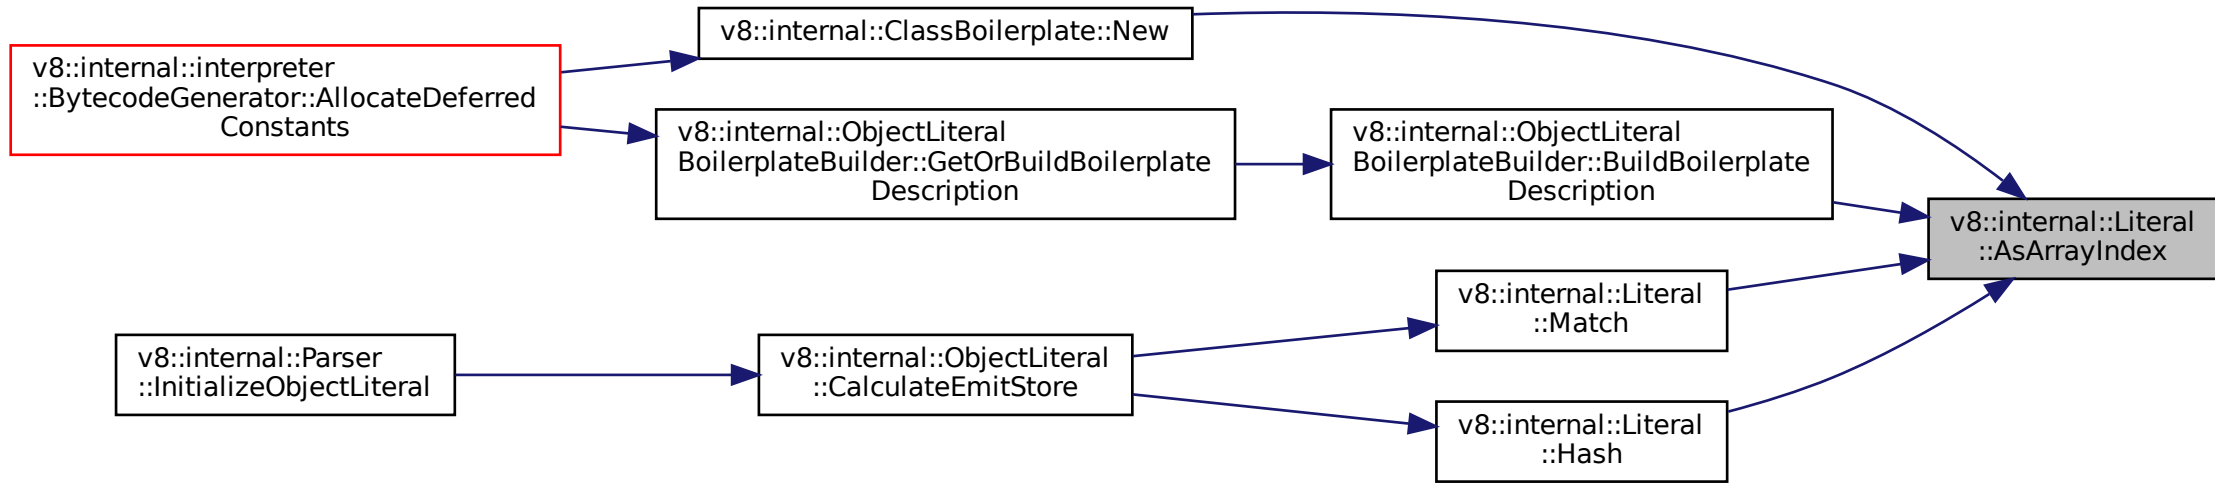 v8::internal::ClassBoilerplate::New
v8::internal::interpreter
::BytecodeGenerator::AllocateDeferred
Constants
v8::internal::ObjectLiteral
BoilerplateBuilder::GetOrBuildBoilerplate
Description
v8::internal::ObjectLiteral
BoilerplateBuilder::BuildBoilerplate
Description
v8::internal::Literal
::AsArrayIndex
v8::internal::Literal
::Match
v8::internal::Parser
::InitializeObjectLiteral
v8::internal::ObjectLiteral
::CalculateEmitStore
v8::internal::Literal
::Hash